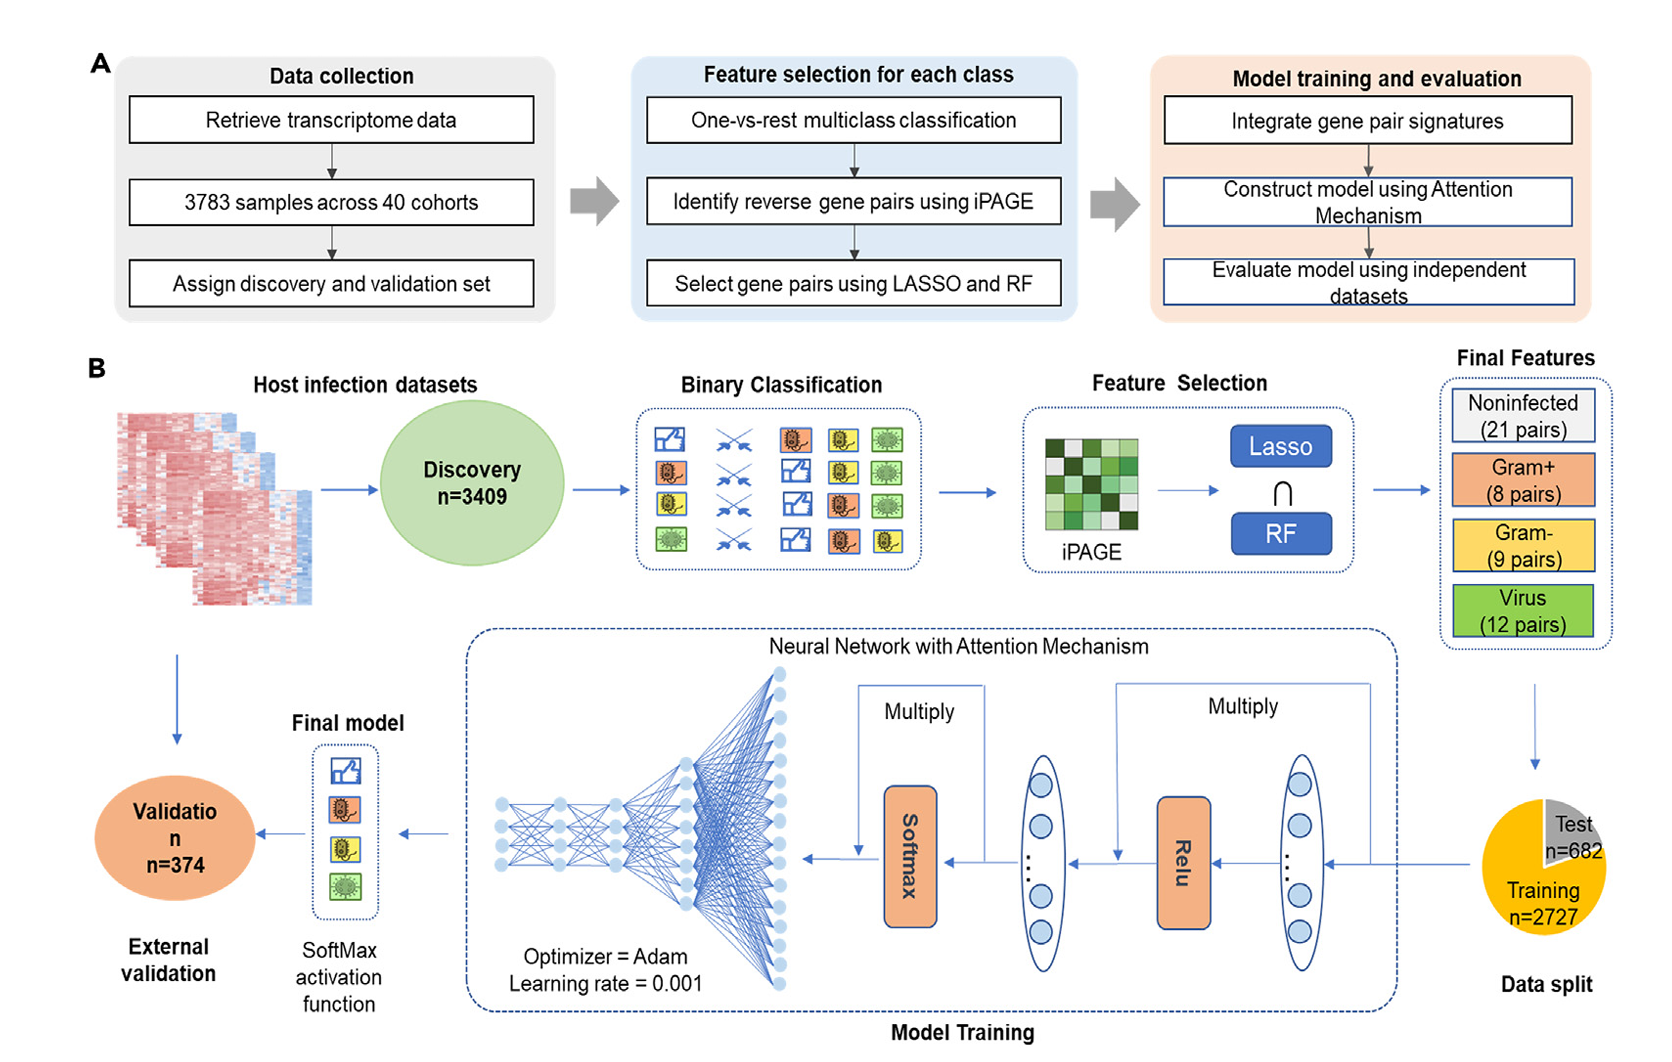 A
Data collection
Retrieve transcriptome data
3783 samples across 40 cohorts
Assign discovery and validation set
Feature selection for each class
One-vs-rest multiclass classification
Identify reverse gene pairs using iPAGE
Select gene pairs using LASSO and RF
Model training and evaluation
Integrate gene pair signatures
Construct model using Attention
Mechanism
Evaluate model using independent
datasets
B
Host infection datasets
Discovery
n=3409
Binary Classification
Feature Selection
iPAGE
Lasso
∩
RF
Final Features
Noninfected
(21 pairs)
Gram+
(8 pairs)
Gram-
(9 pairs)
Virus
(12 pairs)
Test
n=682
Training
n=2727
Data split
Neural Network with Attention Mechanism
Multiply
Multiply
Softmax
Relu
Optimizer = Adam
Learning rate = 0.001
Model Training
Final model
SoftMax
activation
function
Validatio
n
n=374
External
validation